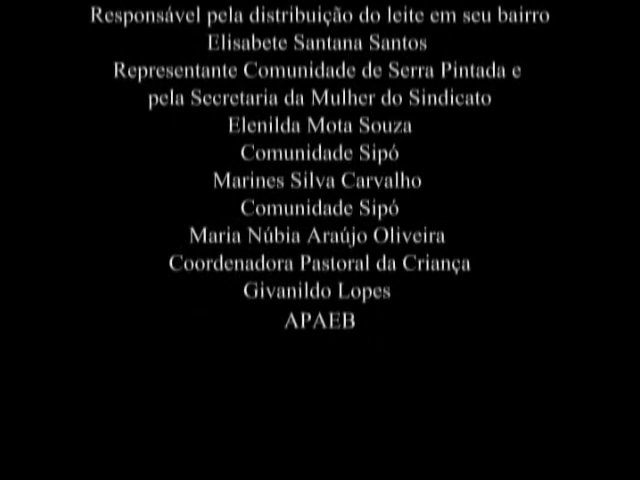 Responsável pela distribuição do leite em seu bairro
Elisabete Santana Santos
Representante Comunidade de Serra Pintada e
pela Secretaria da Mulher do Sindicato
Elenilda Mota Souza
Comunidade Sipó
Marines Silva Carvalho
Comunidade Sipó
Maria Núbia Araújo Oliveira
Coordenadora Pastoral da Criança
Givanildo Lopes
APAEB